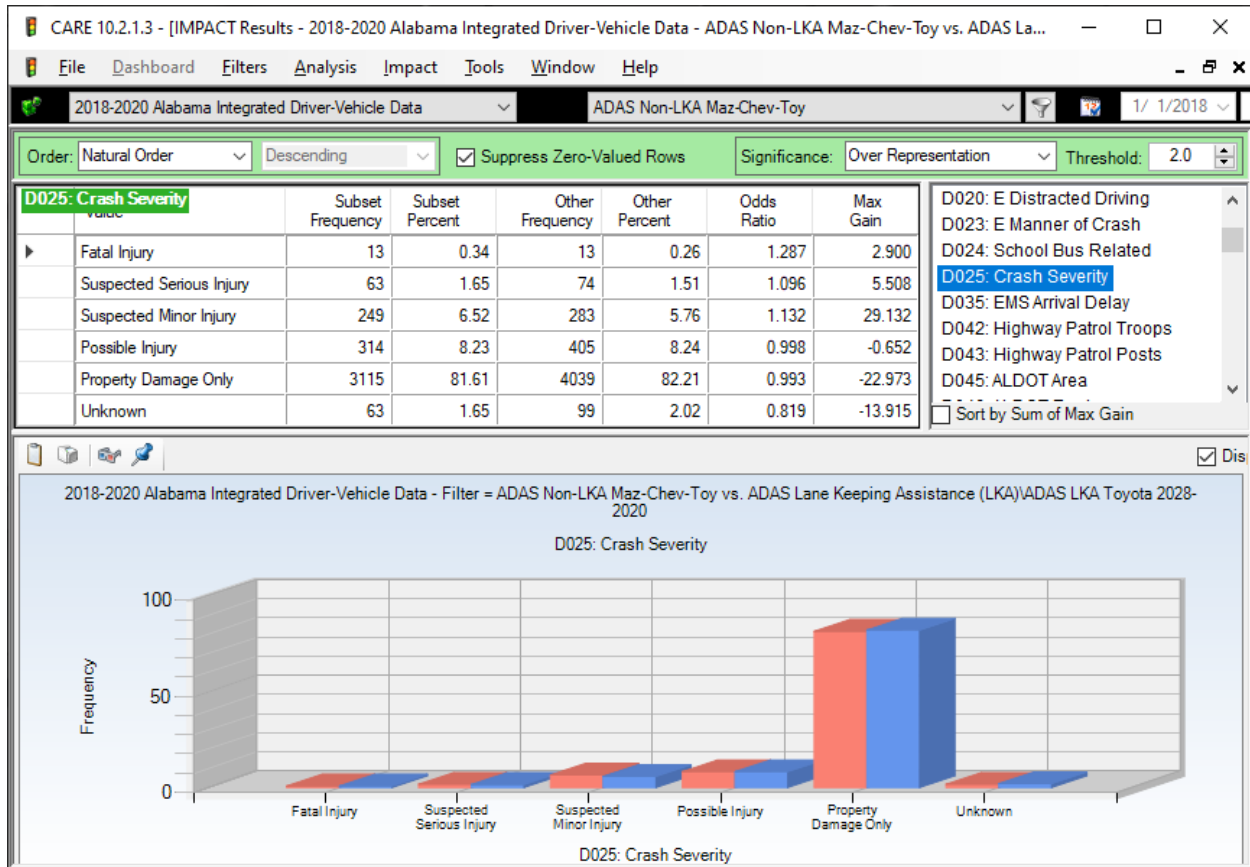 CARE 10.2.1.3 - [IMPACT Results - 2018-2020 Alabama Integrated Driver-Vehicle Data - ADAS Non-LKA Maz-Chev-Toy vs. ADAS La...
File Dashboard Filters Analysis Impact Tools Window Help
2018-2020 Alabama Integrated Driver-Vehicle Data ADAS Non-LKA Maz-Chev-Toy 1/ 1/2018
Order: Natural Order Descending Suppress Zero-Valued Rows Significance: Over Representation Threshold: 2.0
D025: Crash Severity Subset Frequency Subset Percent Other Frequency Other Percent Odds Ratio Max Gain
Fatal Injury 13 0.34 13 0.26 1.287 2.900
Suspected Serious Injury 63 1.65 74 1.51 1.096 5.508
Suspected Minor Injury 249 6.52 283 5.76 1.132 29.132
Possible Injury 314 8.23 405 8.24 0.998 -0.652
Property Damage Only 3115 81.61 4039 82.21 0.993 -22.973
Unknown 63 1.65 99 2.02 0.819 -13.915
D020: E Distracted Driving
D023: E Manner of Crash
D024: School Bus Related
D025: Crash Severity
D035: EMS Arrival Delay
D042: Highway Patrol Troops
D043: Highway Patrol Posts
D045: ALDOT Area
Sort by Sum of Max Gain
Dis
2018-2020 Alabama Integrated Driver-Vehicle Data - Filter = ADAS Non-LKA Maz-Chev-Toy vs. ADAS Lane Keeping Assistance (LKA)\ADAS LKA Toyota 2028-
2020
D025: Crash Severity
100
50
0
Frequency
Fatal Injury
Suspected
Serious Injury
Suspected
Minor Injury
Possible Injury
Property
Damage Only
Unknown
D025: Crash Severity